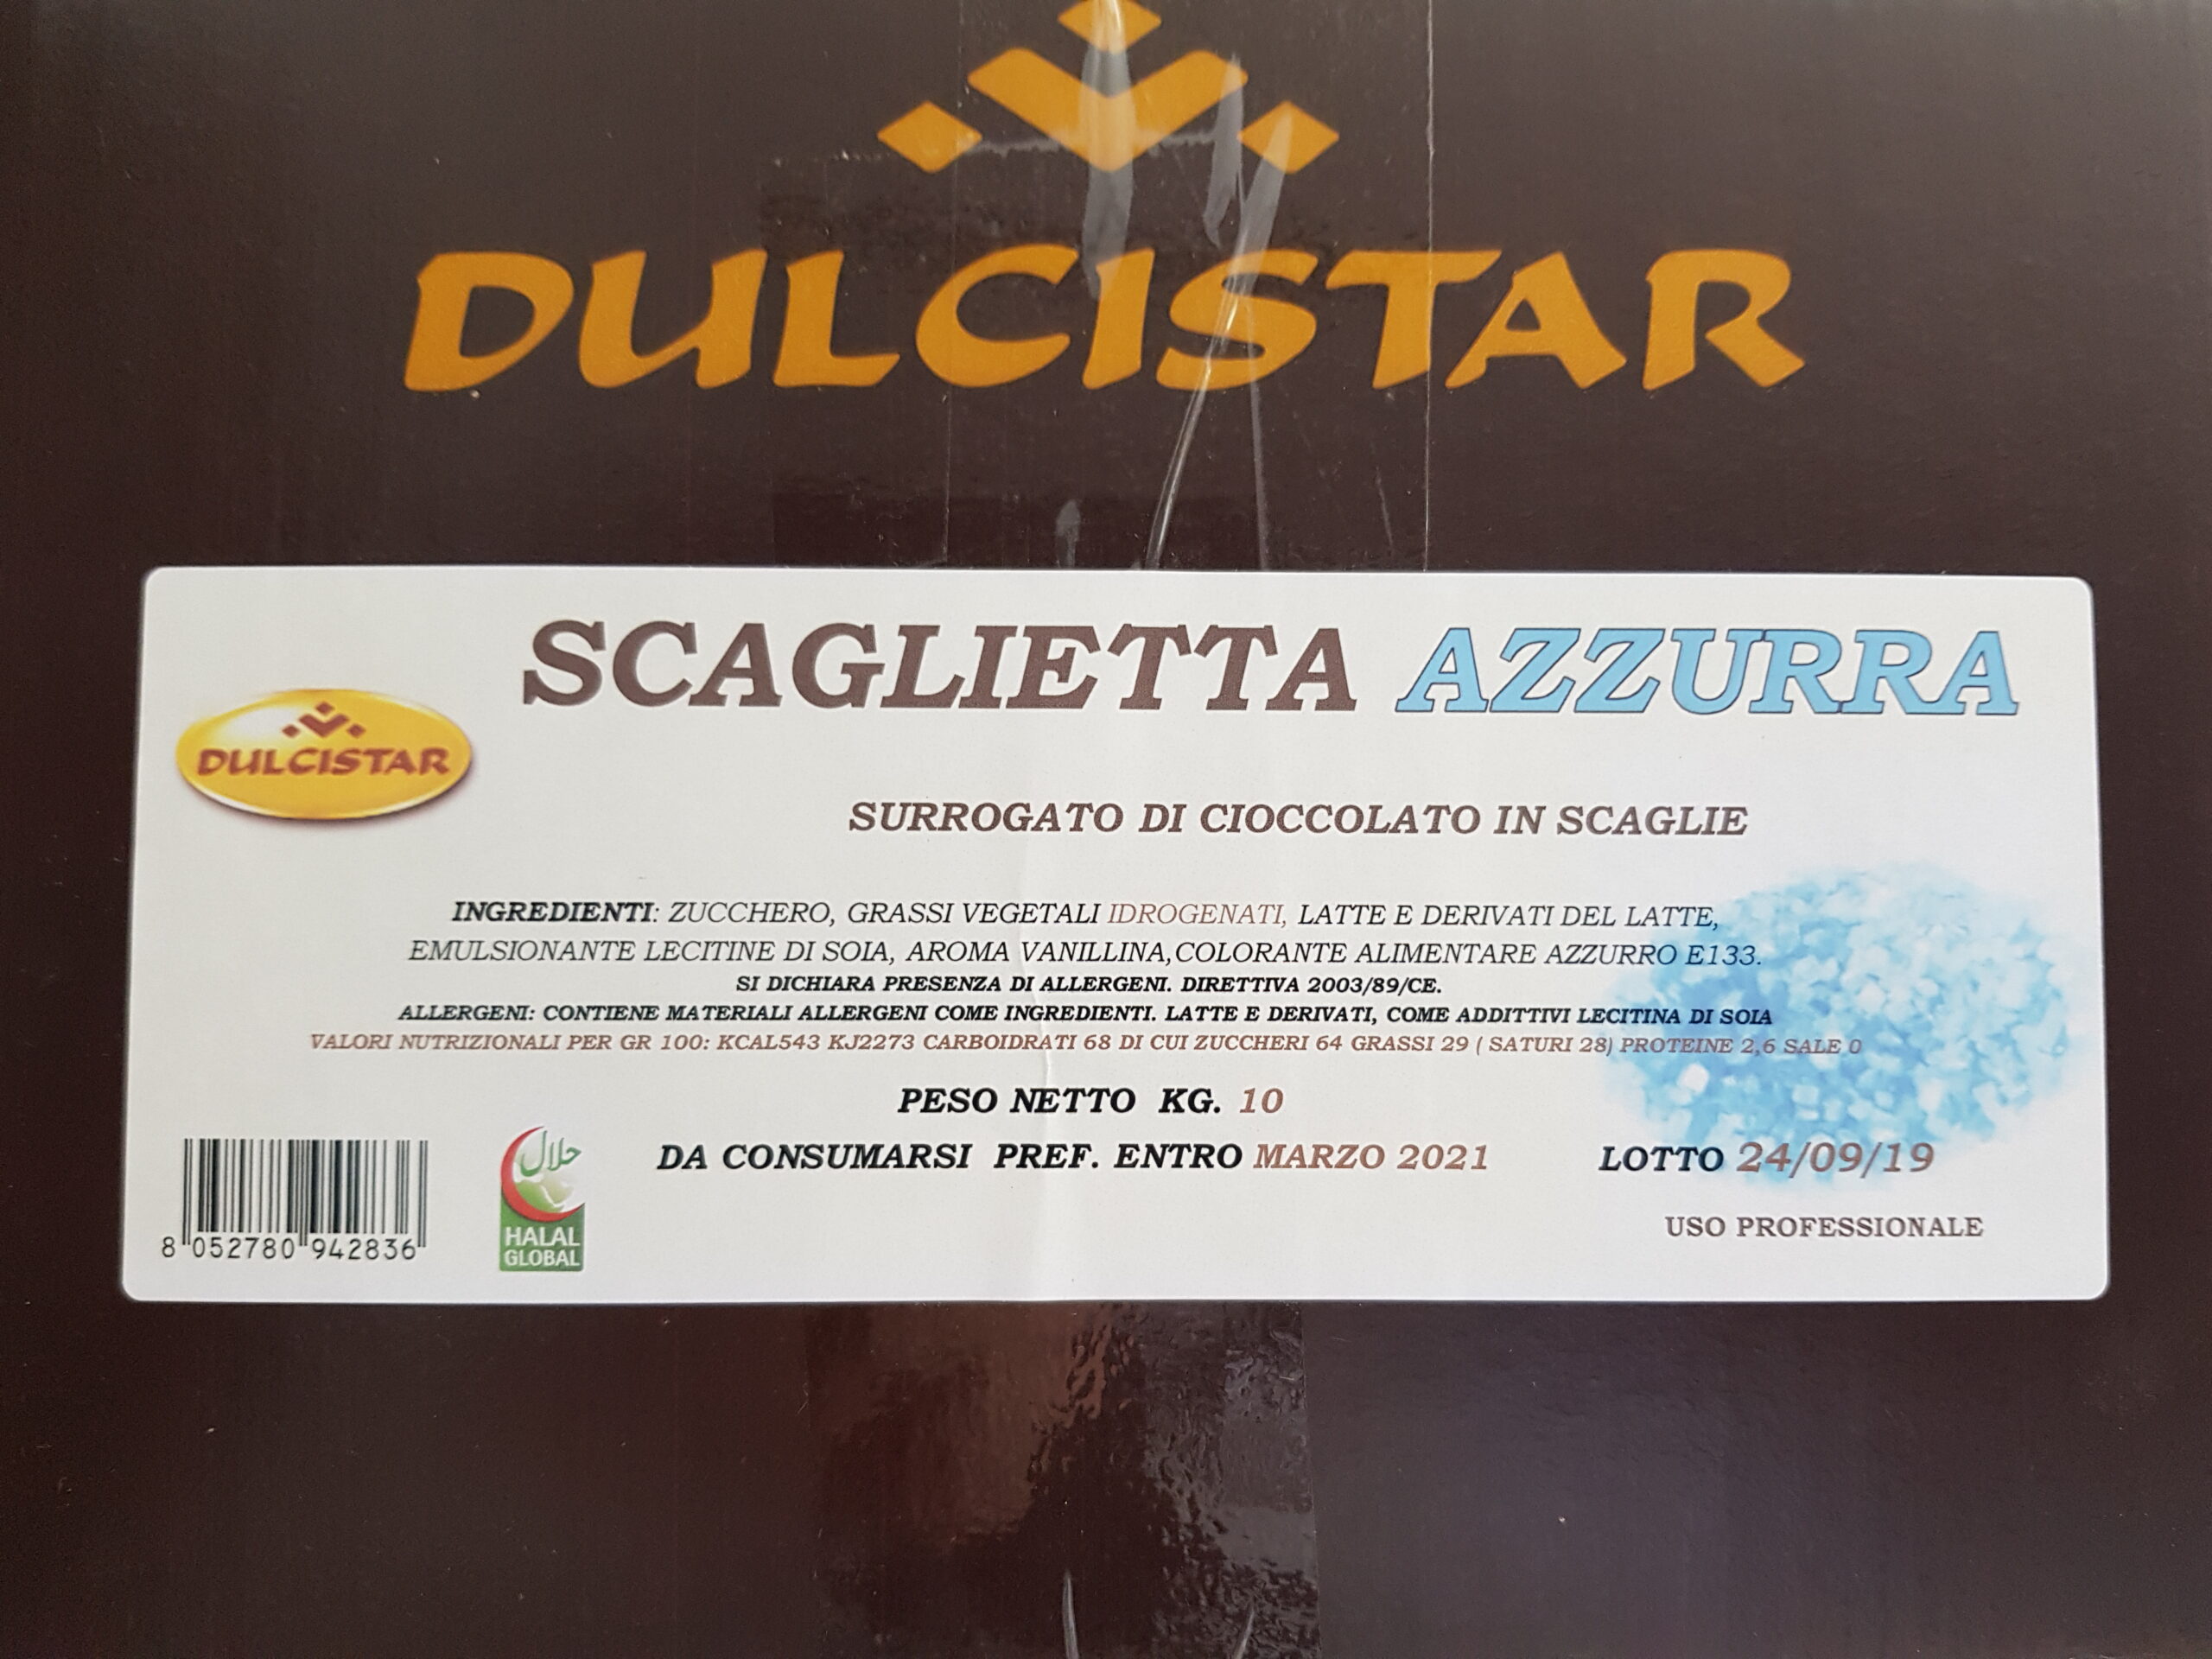 DULCISTAR
SCAGLIETTA AZZURRA
DULCISTAR
SURROGATO DI CIOCCOLATO IN SCAGLIE
INGREDIENTI: ZUCCHERO, GRASSI VEGETALI IDROGENATI, LATTE E DERIVATI DEL LATTE,
EMULSIONANTE LECITINE DI SOIA, AROMA VANILLINA,COLORANTE ALIMENTARE AZZURRO E133.
SI DICHIARA PRESENZA DI ALLERGENI. DIRETTIVA 2003/89/CE.
ALLERGENI: CONTIENE MATERIALI ALLERGENI COME INGREDIENTI. LATTE E DERIVATI, COME ADDITTIVI LECITINA DI SOIA
VALORI NUTRIZIONALI PER GR 100: KCAL543 KJ2273 CARBOIDRATI 68 DI CUI ZUCCHERI 64 GRASSI 29 ( SATURI 28) PROTEINE 2,6 SALE 0
PESO NETTO KG. 10
DA CONSUMARSI PREF. ENTRO MARZO 2021
LOTTO 24/09/19
USO PROFESSIONALE
حلال
HALAL
GLOBAL
8 052780 942836